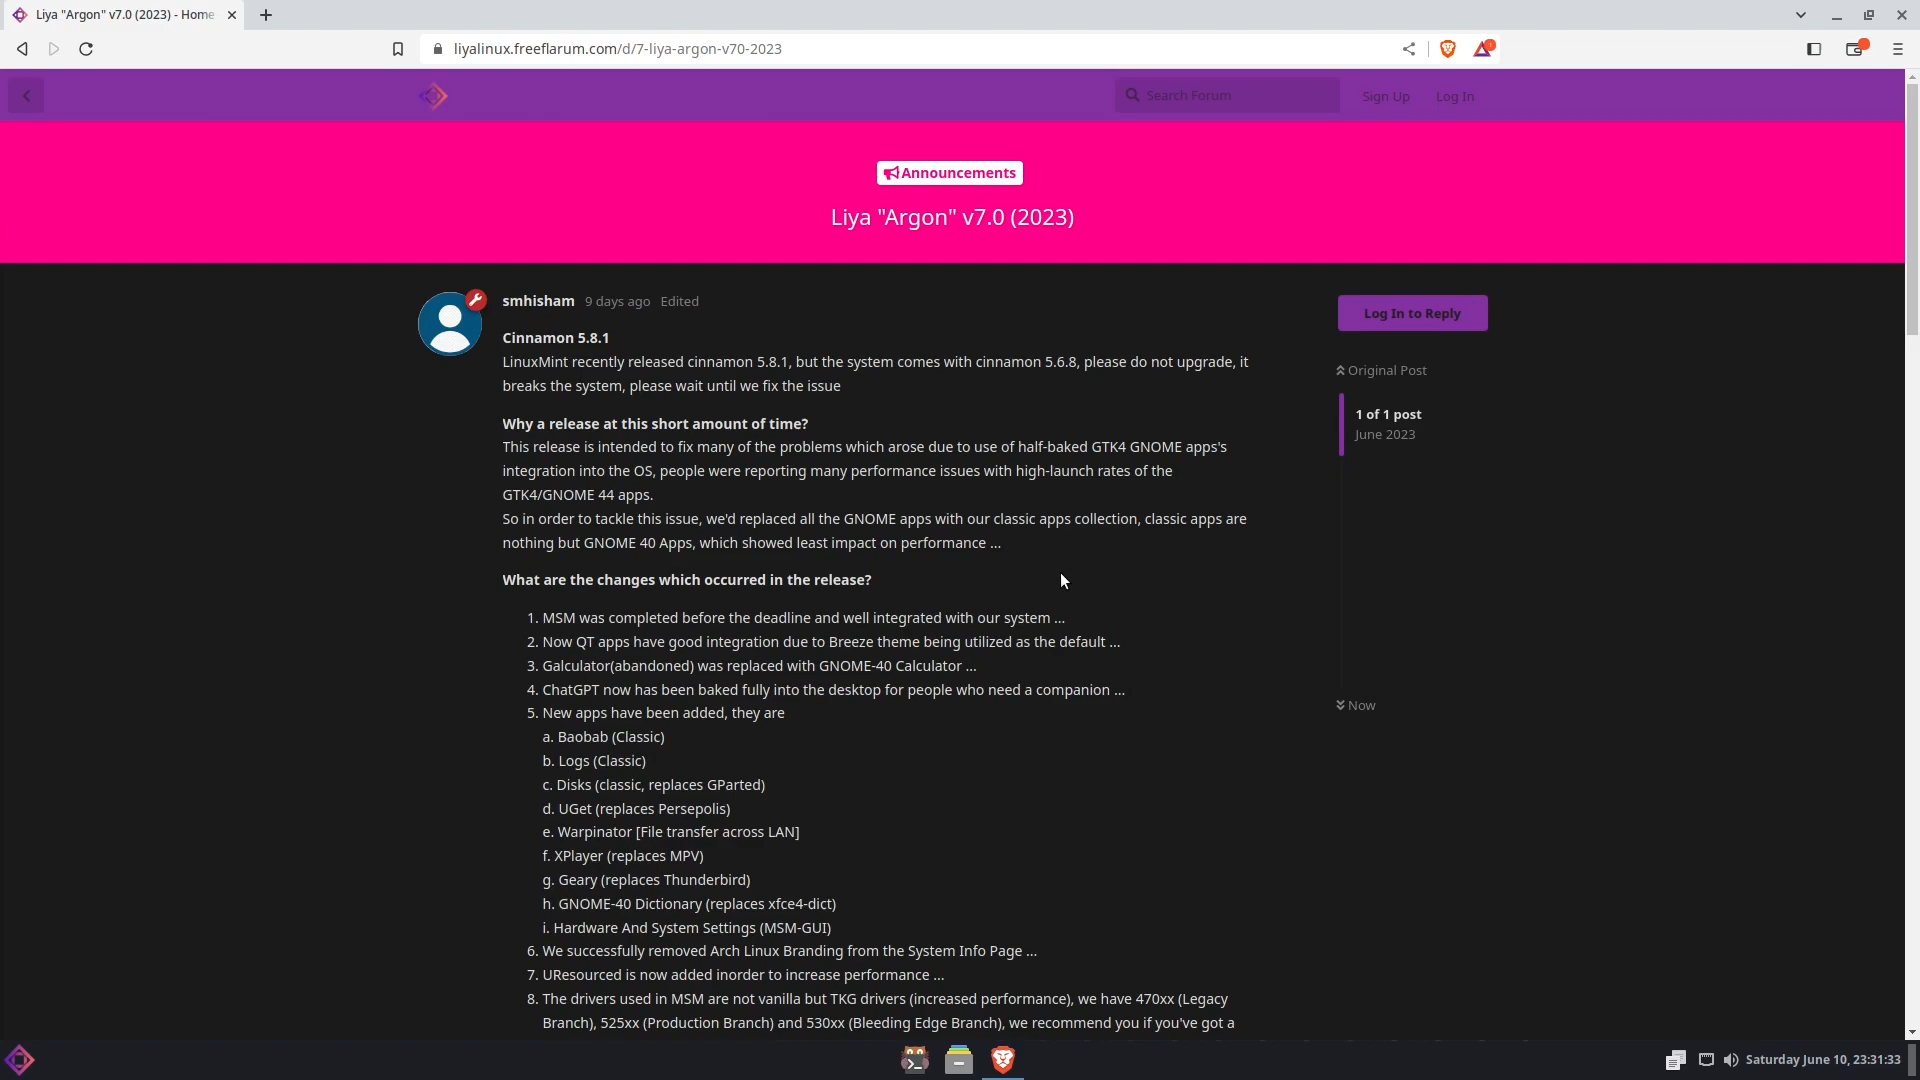 Liya "Argon" v7.0 (2023) - Home
liyalinux.freeflarum.com/d/7-liya-argon-v70-2023
Search Forum
Sign Up
Log In
Announcements
Liya "Argon" v7.0 (2023)
smhisham 9 days ago Edited
Log In to Reply
Cinnamon 5.8.1
LinuxMint recently released cinnamon 5.8.1, but the system comes with cinnamon 5.6.8, please do not upgrade, it
breaks the system, please wait until we fix the issue
Original Post
1 of 1 post
June 2023
Now
Why a release at this short amount of time?
This release is intended to fix many of the problems which arose due to use of half-baked GTK4 GNOME apps's
integration into the OS, people were reporting many performance issues with high-launch rates of the
GTK4/GNOME 44 apps.
So in order to tackle this issue, we'd replaced all the GNOME apps with our classic apps collection, classic apps are
nothing but GNOME 40 Apps, which showed least impact on performance ...
What are the changes which occurred in the release?
1. MSM was completed before the deadline and well integrated with our system ...
2. Now QT apps have good integration due to Breeze theme being utilized as the default ...
3. Galculator(abandoned) was replaced with GNOME-40 Calculator ...
4. ChatGPT now has been baked fully into the desktop for people who need a companion ...
5. New apps have been added, they are
a. Baobab (Classic)
b. Logs (Classic)
c. Disks (classic, replaces GParted)
d. UGet (replaces Persepolis)
e. Warpinator [File transfer across LAN]
f. XPlayer (replaces MPV)
g. Geary (replaces Thunderbird)
h. GNOME-40 Dictionary (replaces xfce4-dict)
i. Hardware And System Settings (MSM-GUI)
6. We successfully removed Arch Linux Branding from the System Info Page ...
7. UResourced is now added inorder to increase performance ...
8. The drivers used in MSM are not vanilla but TKG drivers (increased performance), we have 470xx (Legacy
Branch), 525xx (Production Branch) and 530xx (Bleeding Edge Branch), we recommend you if you've got a
Saturday June 10, 23:31:33